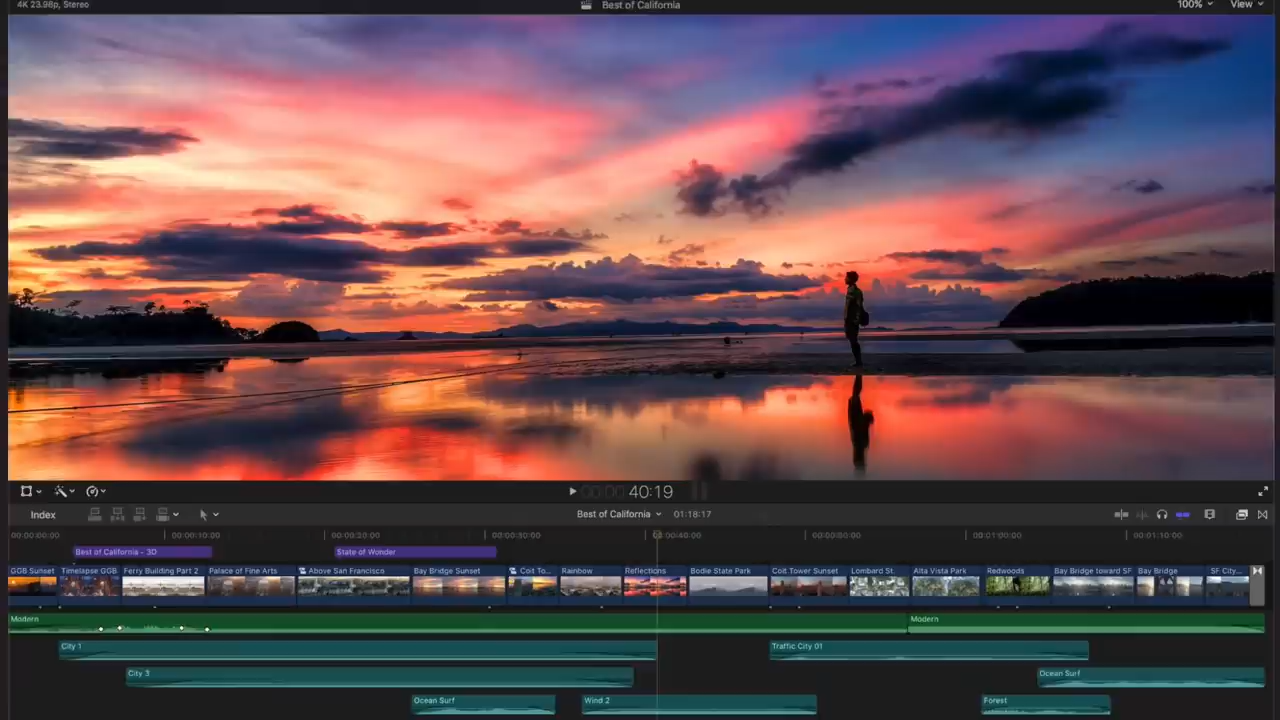 4K 23.98p, Stereo
Best of California
100%
View
40:19
Index
Best of California
01:18:17
00:00:00:00
00:00:10:00
00:00:20:00
00:00:30:00
00:00:40:00
00:00:50:00
00:01:00:00
00:01:10:00
Best of California - 3D
State of Wonder
GGB Sunset
Timelapse GGB
Ferry Building Part 2
Palace of Fine Arts
Above San Francisco
Bay Bridge Sunset
Coit To...
Rainbow
Reflections
Bodie State Park
Coit Tower Sunset
Lombard St.
Alta Vista Park
Redwoods
Bay Bridge toward SF
Bay Bridge
SF City...
Modern
Modern
City 1
Traffic City 01
City 3
Ocean Surf
Ocean Surf
Wind 2
Forest